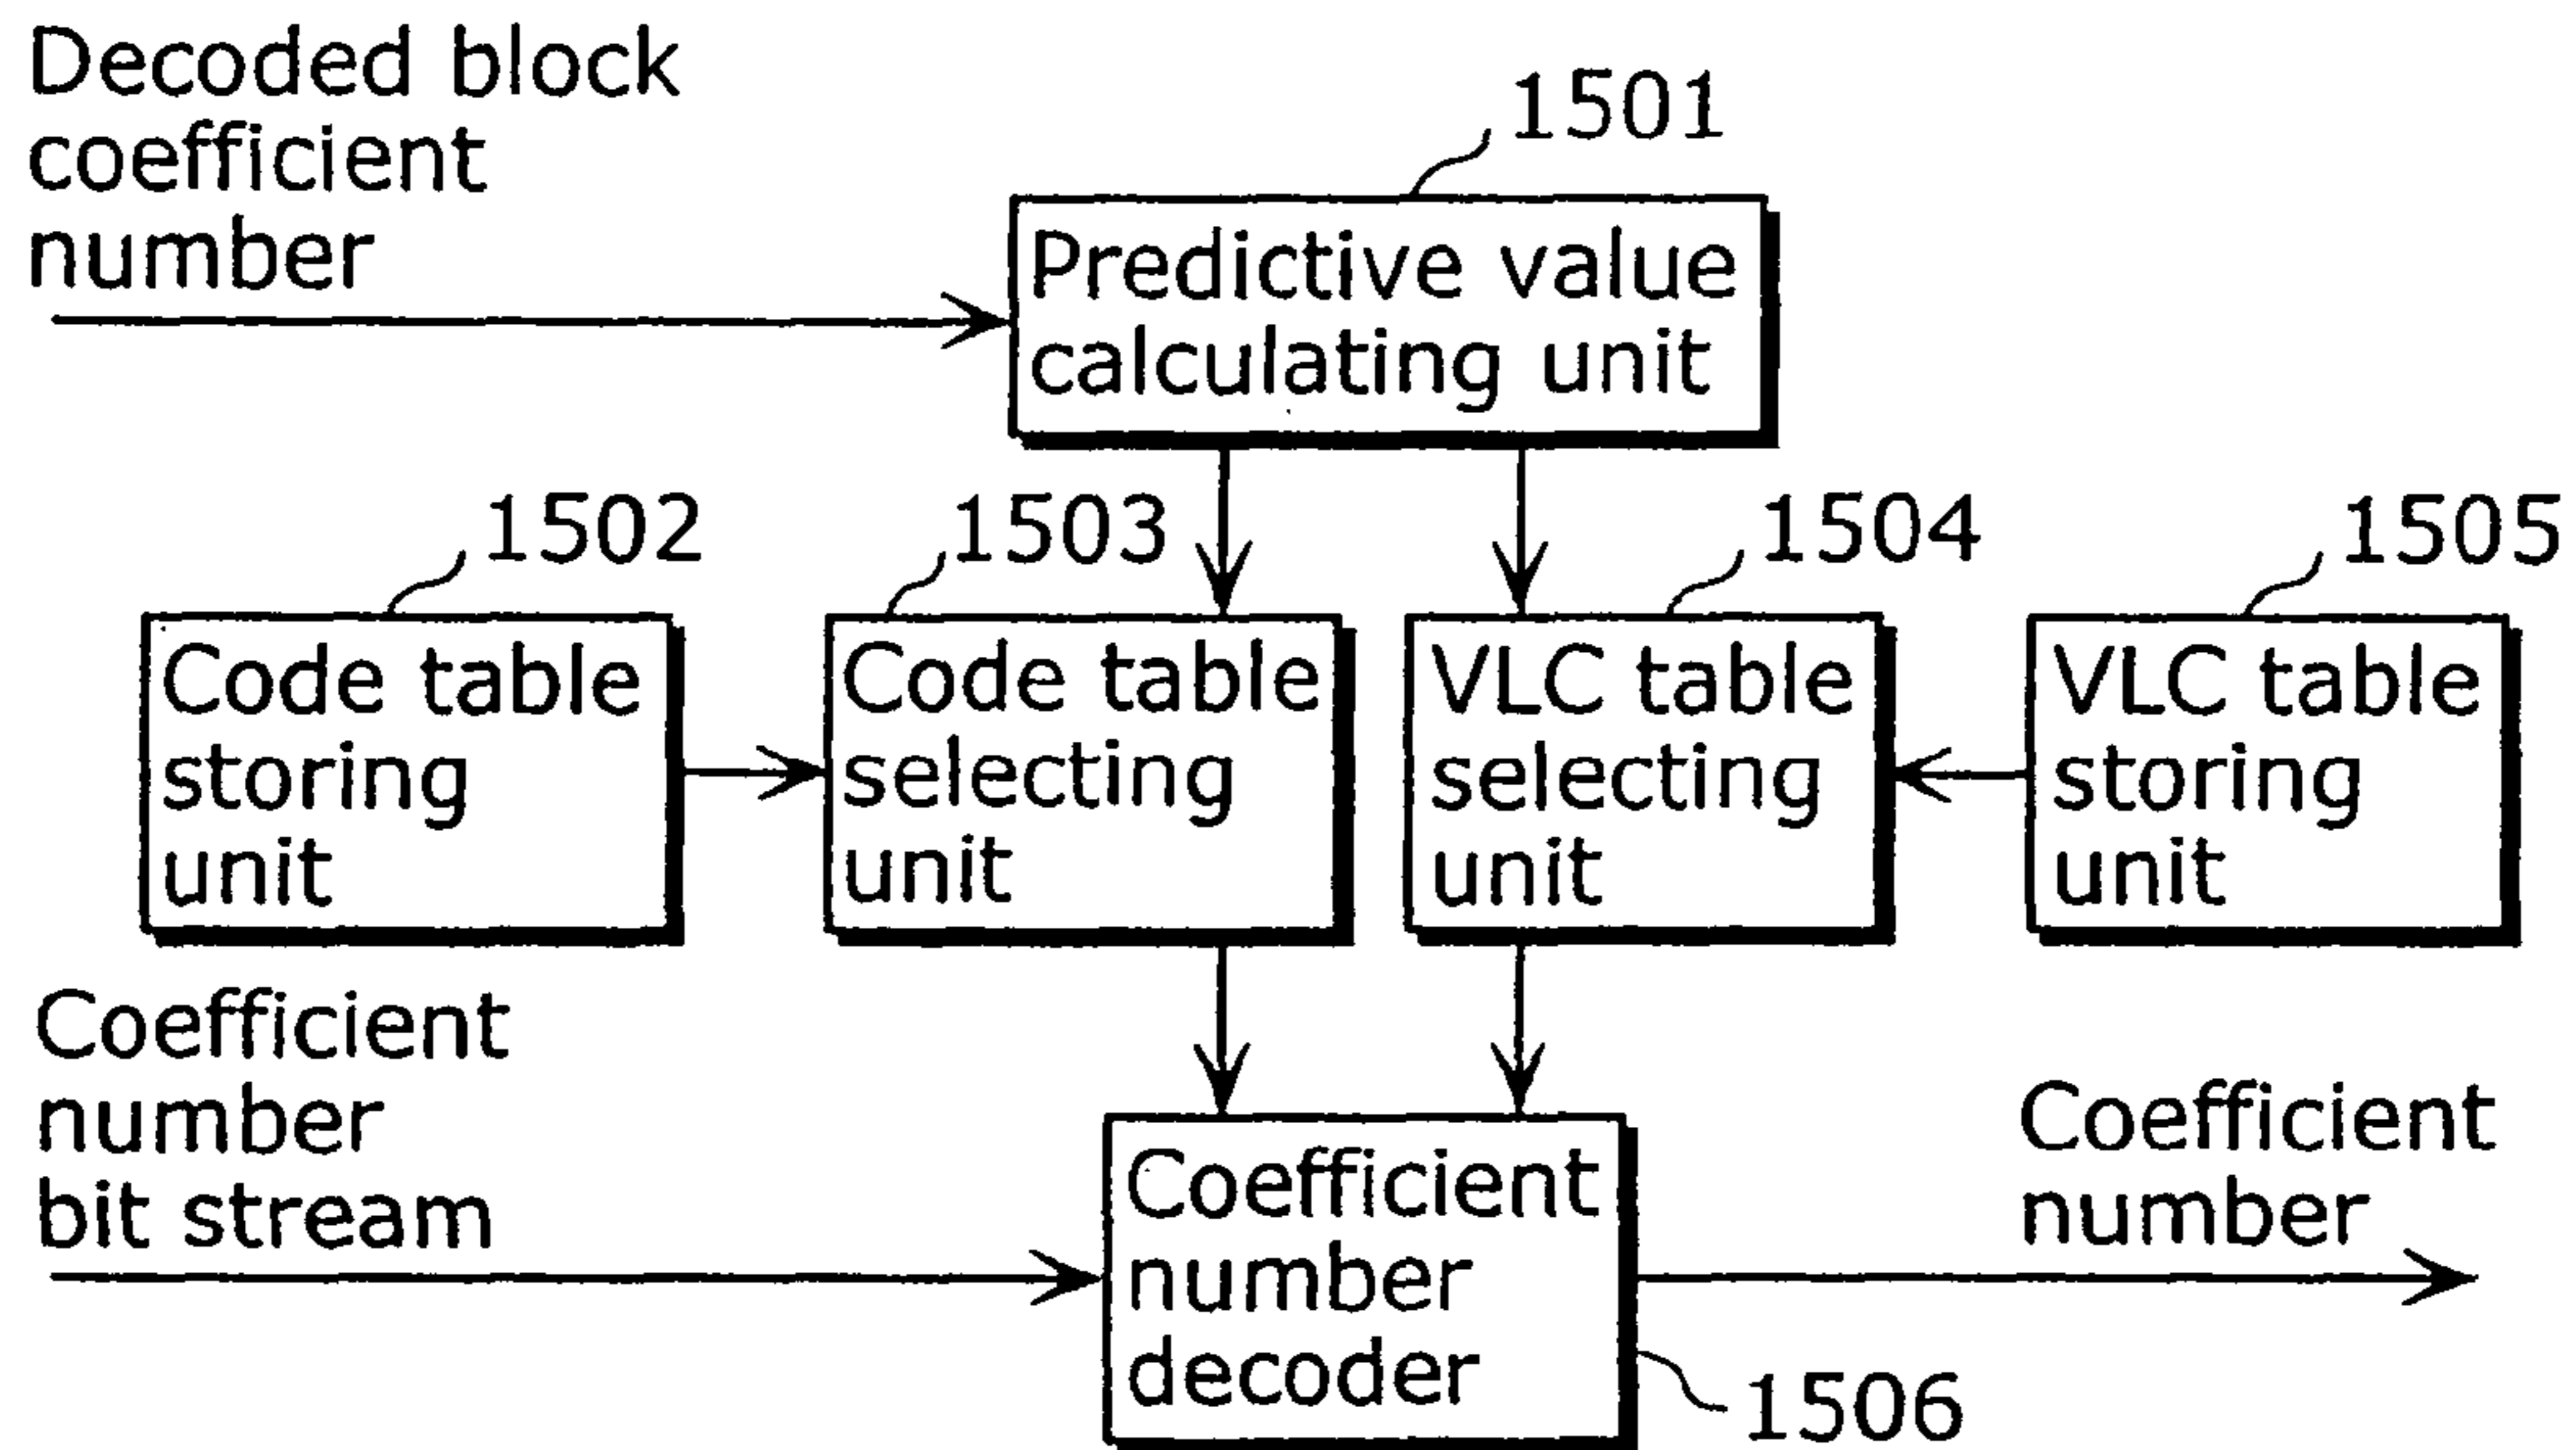 Decoded block
coefficient
number
1501
Predictive value
calculating unit
1502
1503
1504
1505
Code table
storing
unit
Code table
selecting
unit
VLC table
selecting
unit
VLC table
storing
unit
Coefficient
number
bit stream
Coefficient
number
decoder
Coefficient
number
1506